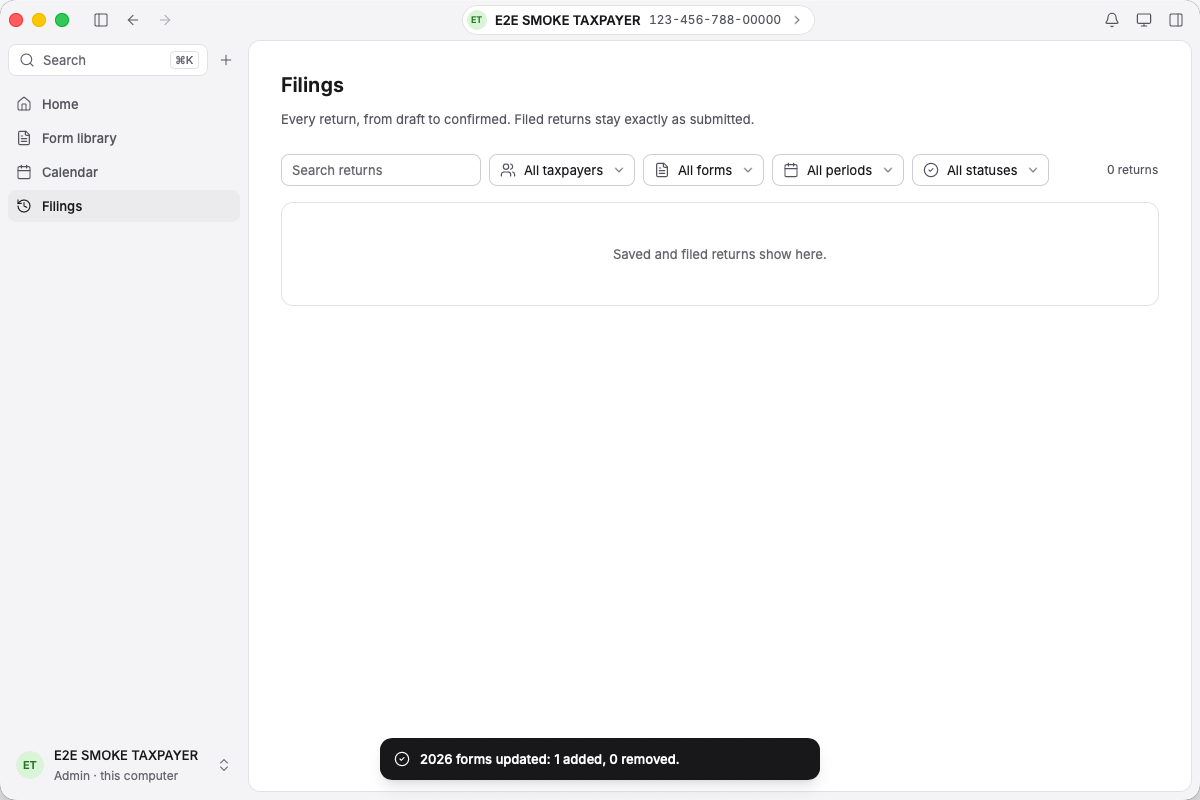 ET E2E SMOKE TAXPAYER 123-456-788-00000
Search ⌘K
Home
Form library
Calendar
Filings
Filings
Every return, from draft to confirmed. Filed returns stay exactly as submitted.
Search returns All taxpayers All forms All periods All statuses 0 returns
Saved and filed returns show here.
ET E2E SMOKE TAXPAYER
Admin · this computer
2026 forms updated: 1 added, 0 removed.